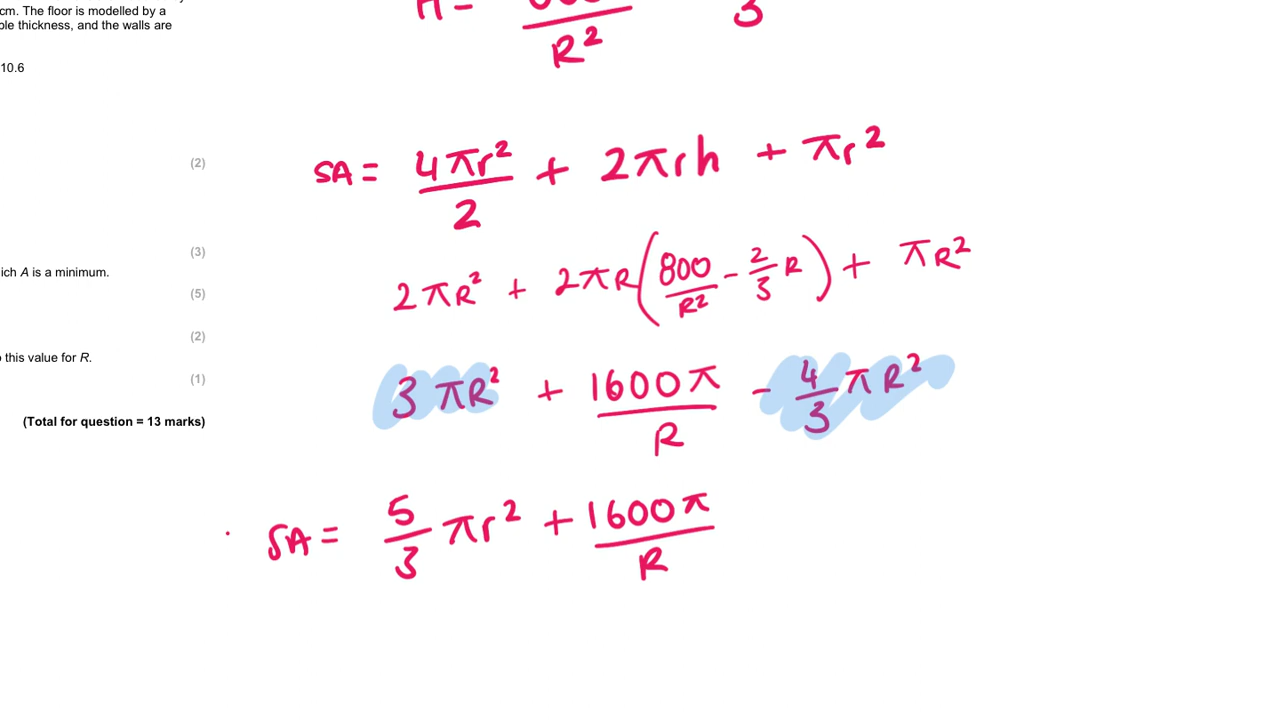 cm. The floor is modelled by a
ble thickness, and the walls are
10.6
H =
R² 3
(2)
SA = 4πr²/2 + 2πrh + πr²
(3)
ich A is a minimum.
(5)
2πR² + 2πR(800/R² - 2/3 R) + πR²
(2)
this value for R.
(1)
3πR² + 1600π/R - 4/3 πR²
(Total for question = 13 marks)
SA = 5/3 πr² + 1600π/R